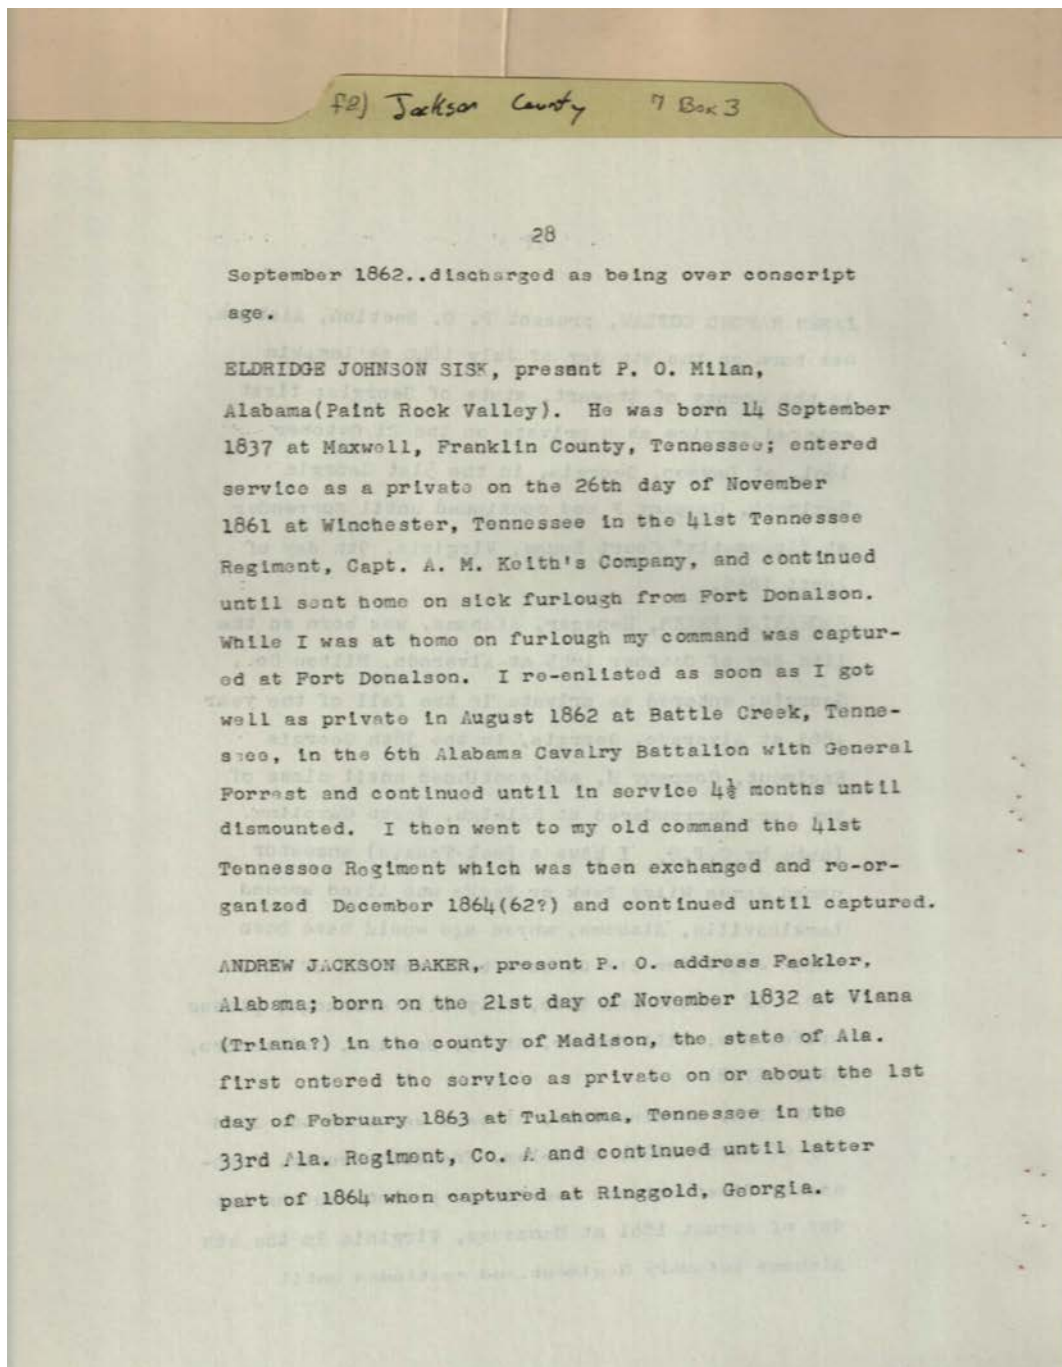 f2) Jackson County 7 Box 3
28
September 1862..discharged as being over conscript
age.
ELDRIDGE JOHNSON SISK, present P. O. Milan,
Alabama(Paint Rock Valley). He was born 14 September
1837 at Maxwell, Franklin County, Tennessee; entered
service as a private on the 26th day of November
1861 at Winchester, Tennessee in the 41st Tennessee
Regiment, Capt. A. M. Keith's Company, and continued
until sent home on sick furlough from Fort Donalson.
While I was at home on furlough my command was captur-
ed at Fort Donalson. I re-enlisted as soon as I got
well as private in August 1862 at Battle Creek, Tenne-
ssee, in the 6th Alabama Cavalry Battalion with General
Forrest and continued until in service 4½ months until
dismounted. I then went to my old command the 41st
Tennessee Regiment which was then exchanged and re-or-
ganized December 1864(62?) and continued until captured.
ANDREW JACKSON BAKER, present P. O. address Fackler,
Alabama; born on the 21st day of November 1832 at Viana
(Triana?) in the county of Madison, the state of Ala.
first entered the service as private on or about the 1st
day of February 1863 at Tulahoma, Tennessee in the
33rd Ala. Regiment, Co. A and continued until latter
part of 1864 when captured at Ringgold, Georgia.